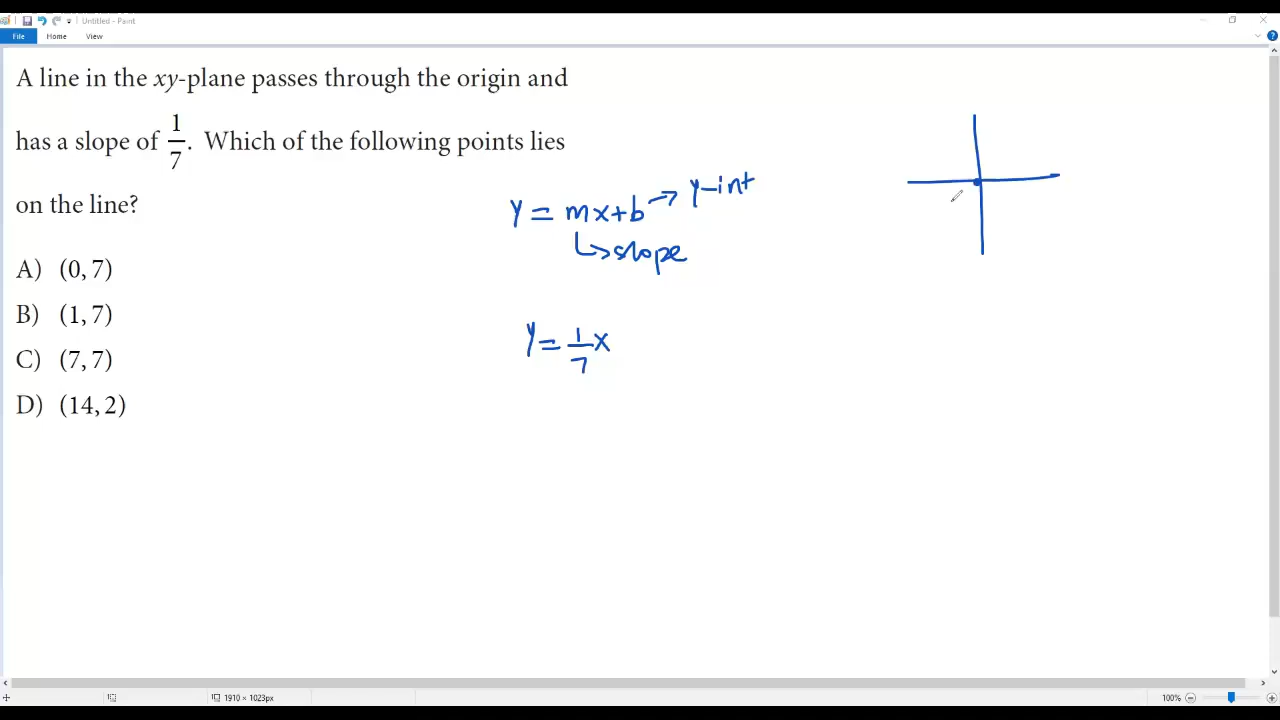 Untitled - Paint
File Home View
A line in the xy-plane passes through the origin and
has a slope of 1/7. Which of the following points lies
on the line?
y = mx+b → y-int
↳ slope
A) (0, 7)
B) (1, 7)
y = 1/7 x
C) (7, 7)
D) (14, 2)
1910 × 1023px
100%